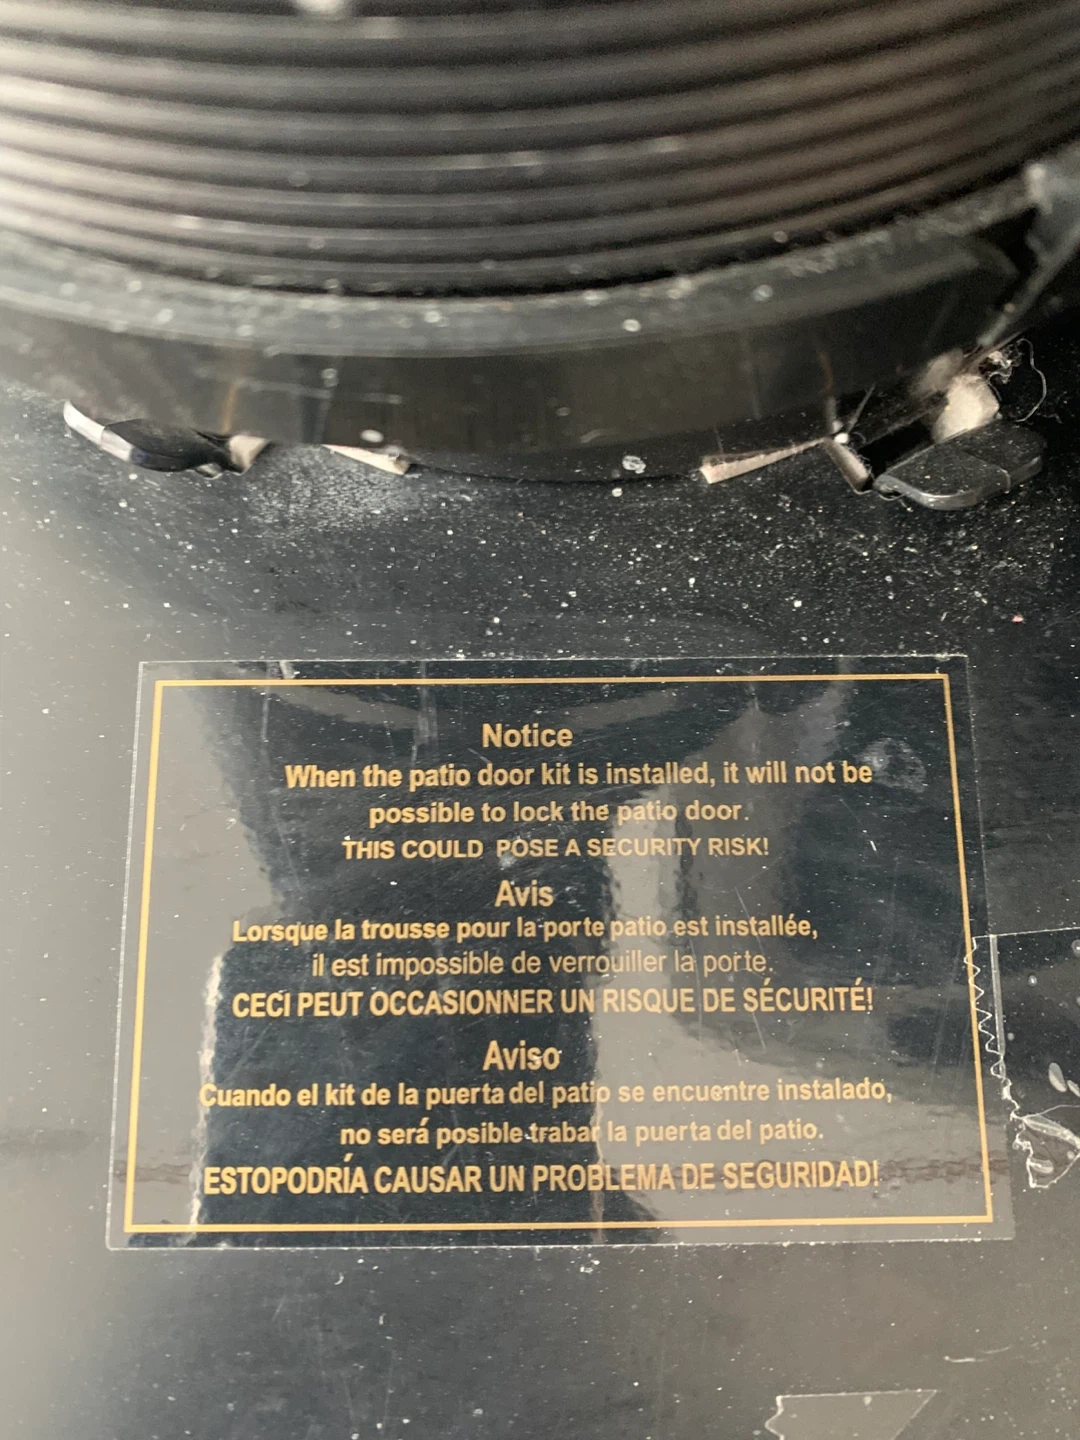 Notice
When the patio door kit is installed, it will not be
possible to lock the patio door.
THIS COULD POSE A SECURITY RISK!
Avis
Lorsque la trousse pour la porte patio est installée,
il est impossible de verrouiller la porte.
CECI PEUT OCCASIONNER UN RISQUE DE SÉCURITÉ!
Aviso
Cuando el kit de la puerta del patio se encuentre instalado,
no será posible trabar la puerta del patio.
ESTOPODRÍA CAUSAR UN PROBLEMA DE SEGURIDAD!